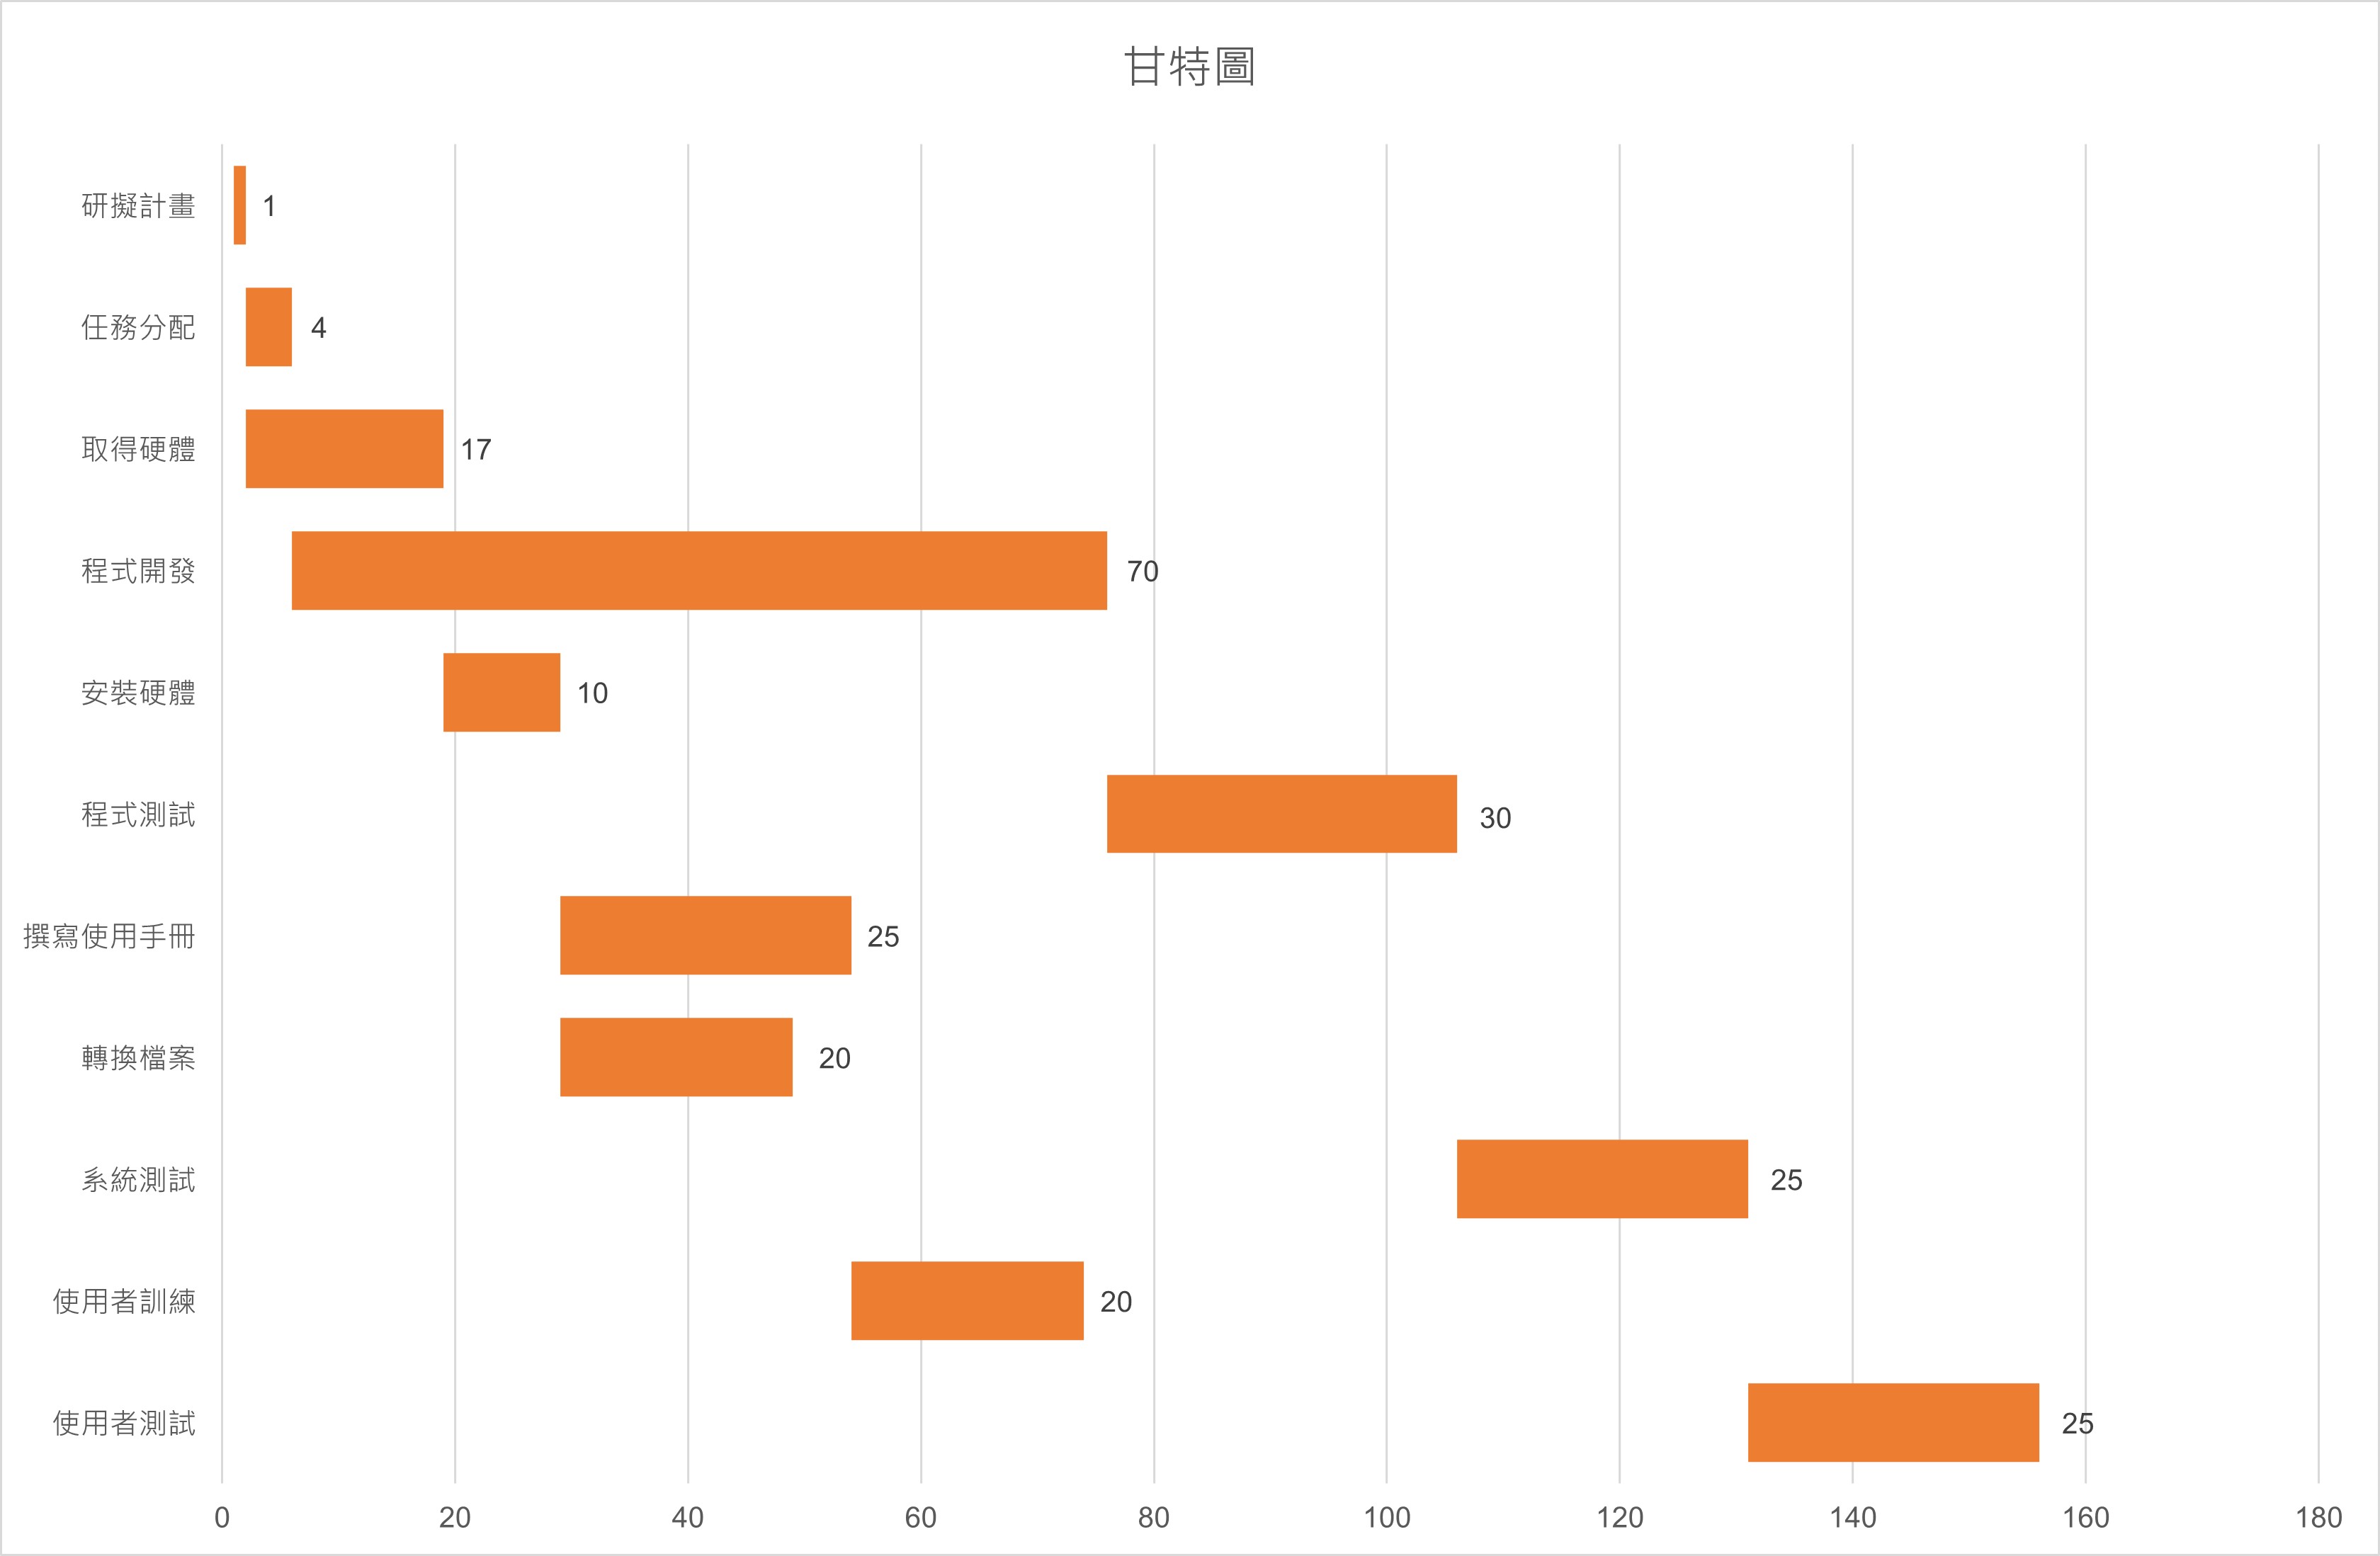 甘特圖
研擬計畫 1
任務分配 4
取得硬體 17
程式開發 70
安裝硬體 10
程式測試 30
撰寫使用手冊 25
轉換檔案 20
系統測試 25
使用者訓練 20
使用者測試 25
0 20 40 60 80 100 120 140 160 180